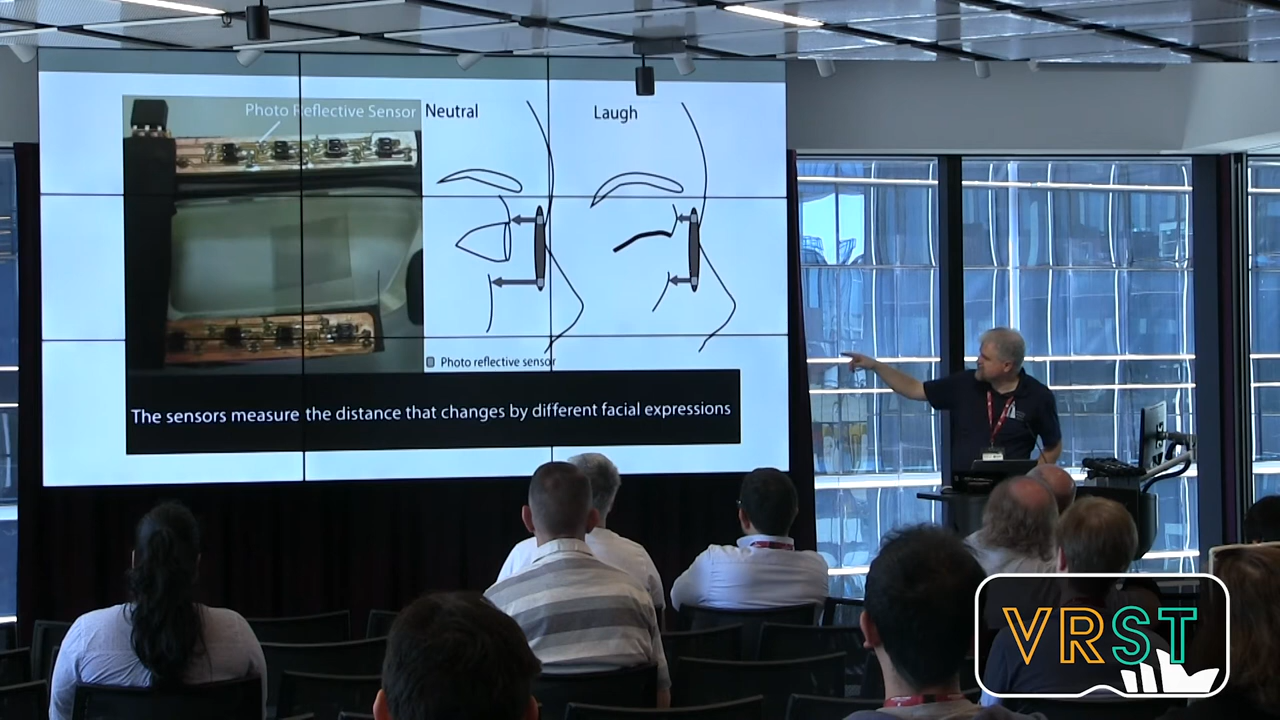 Photo Reflective Sensor
Neutral
Laugh
Photo reflective sensor
The sensors measure the distance that changes by different facial expressions
VRST